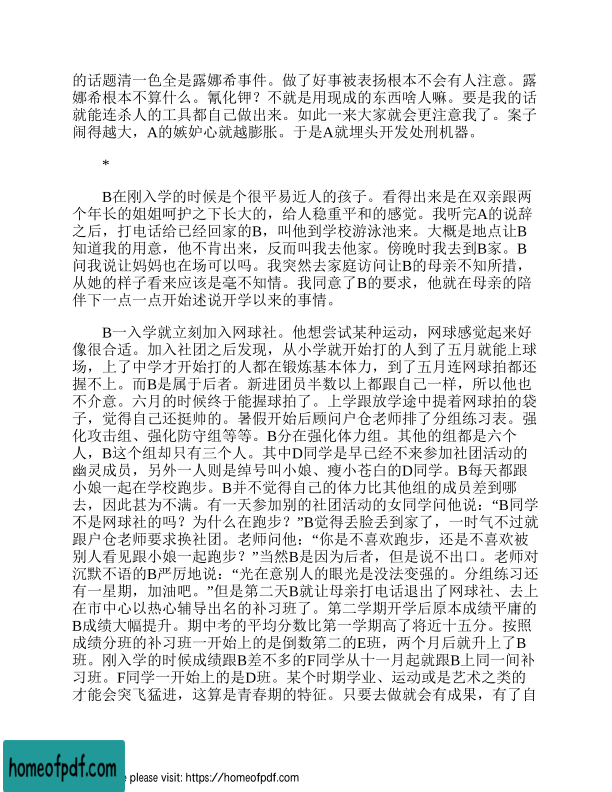 的话题清一色全是露娜希事件。做了好事被表扬根本不会有人注意。露
娜希根本不算什么。氰化钾？不就是用现成的东西啥人嘛。要是我的话
就能连杀人的工具都自己做出来。如此一来大家就会更注意我了。案子
闹得越大，A的嫉妒心就越膨胀。于是A就埋头开发处刑机器。
*
B在刚入学的时候是个很平易近人的孩子。看得出来是在双亲跟两
个年长的姐姐呵护之下长大的，给人稳重平和的感觉。我听完A的说辞
之后，打电话给已经回家的B，叫他到学校游泳池来。大概是地点让B
知道我的用意，他不肯出来，反而叫我去他家。傍晚时我去到B家。B
问我说让妈妈也在场可以吗。我突然去家庭访问让B的母亲不知所措，
从她的样子看来应该是毫不知情。我同意了B的要求，他就在母亲的陪
伴下一点一点开始述说开学以来的事情。
B一入学就立刻加入网球社。他想尝试某种运动，网球感觉起来好
像很合适。加入社团之后发现，从小学就开始打的人到了五月就能上球
场，上了中学才开始打的人都在锻炼基本体力，到了五月连网球拍都还
握不上。而B是属于后者。新进团员半数以上都跟自己一样，所以他也
不介意。六月的时候终于能握球拍了。上学跟放学途中提着网球拍的袋
子，觉得自己还挺帅的。暑假开始后顾问户仓老师排了分组练习表。强
化攻击组、强化防守组等等。B分在强化体力组。其他的组都是六个
人，B这个组却只有三个人。其中D同学是早已经不来参加社团活动的
幽灵成员，另外一人则是绰号叫小娘、瘦小苍白的D同学。B每天都跟
小娘一起在学校跑步。B并不觉得自己的体力比其他组的成员差到哪
去，因此甚为不满。有一天参加别的社团活动的女同学问他说：“B同学
不是网球社的吗？为什么在跑步？”B觉得丢脸丢到家了，一时气不过就
跟户仓老师要求换社团。老师问他：“你是不喜欢跑步，还是不喜欢被
别人看见跟小娘一起跑步？”当然B是因为后者，但是说不出口。老师对
沉默不语的B严厉地说：“光在意别人的眼光是没法变强的。分组练习还
有一星期，加油吧。”但是第二天B就让母亲打电话退出了网球社、去上
在市中心以热心辅导出名的补习班了。第二学期开学后原本成绩平庸的
B成绩大幅提升。期中考的平均分数比第一学期高了将近十五分。按照
成绩分班的补习班一开始上的是倒数第二的E班，两个月后就升上了B
班。刚入学的时候成绩跟B差不多的F同学从十一月起就跟B上同一间补
习班。F同学一开始上的是D班。某个时期学业、运动或是艺术之类的
才能会突飞猛进，这算是青春期的特征。只要去做就会有成果，有了自
homeofpdf.com
e please visit: https://homeofpdf.com